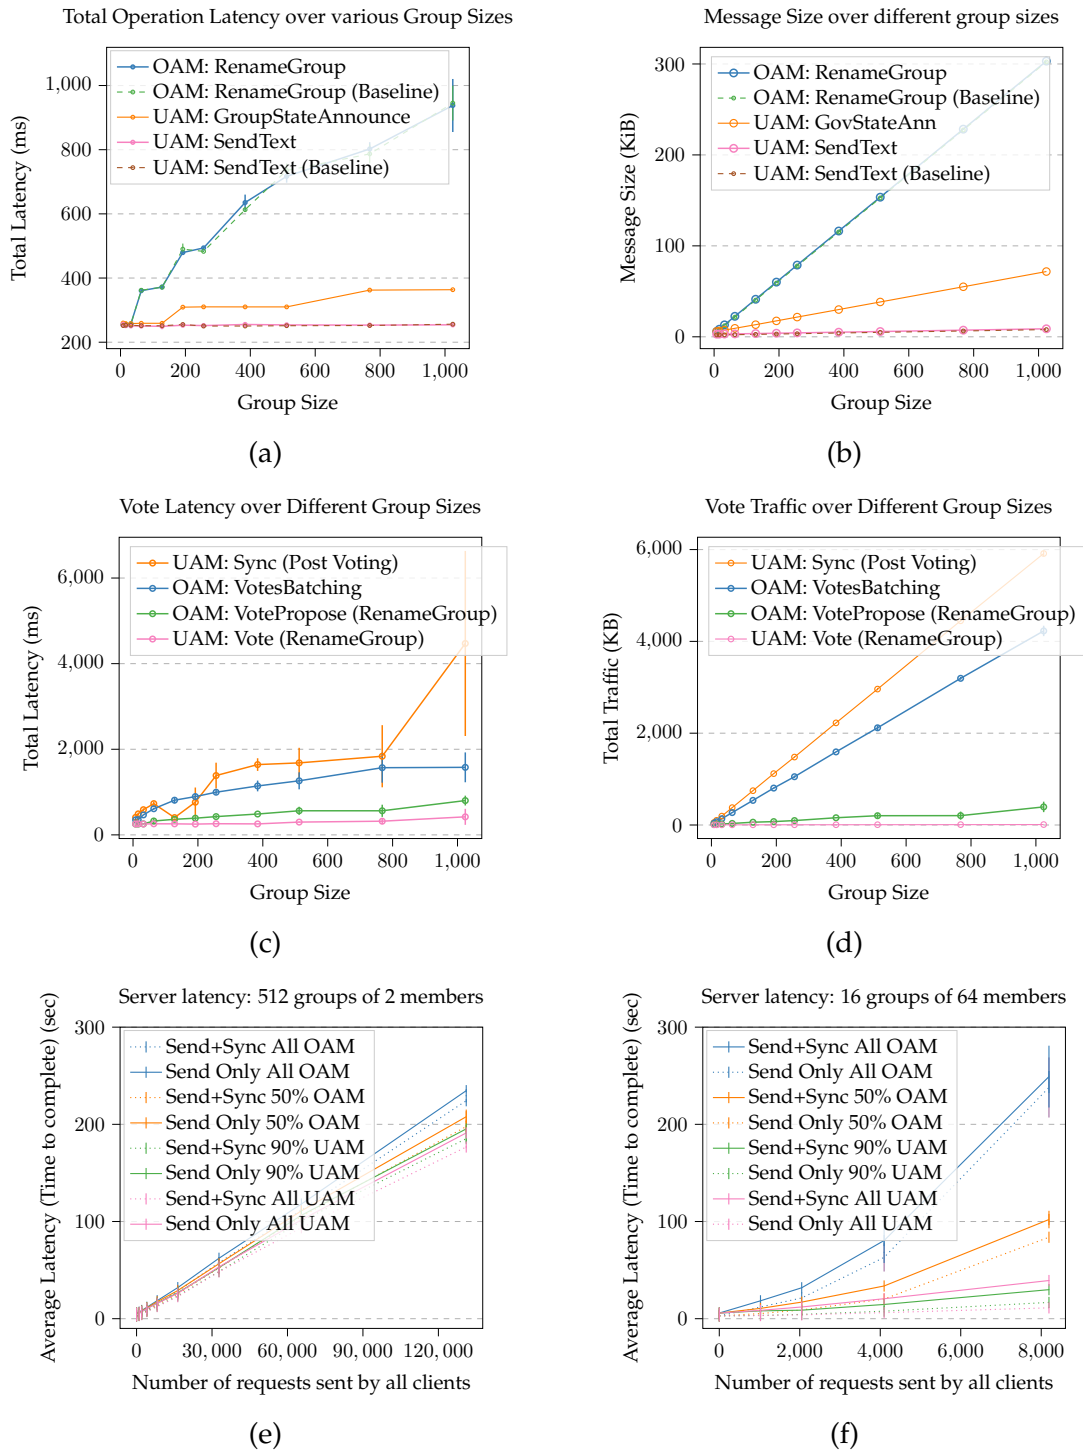 Total Operation Latency over various Group Sizes
OAM: RenameGroup
OAM: RenameGroup (Baseline)
UAM: GroupStateAnnounce
UAM: SendText
UAM: SendText (Baseline)
1,000
800
600
400
200
0
200
400
600
800
1,000
Total Latency (ms)
Group Size
(a)
Message Size over different group sizes
OAM: RenameGroup
OAM: RenameGroup (Baseline)
UAM: GovStateAnn
UAM: SendText
UAM: SendText (Baseline)
300
200
100
0
0
200
400
600
800
1,000
Message Size (KiB)
Group Size
(b)
Vote Latency over Different Group Sizes
UAM: Sync (Post Voting)
OAM: VotesBatching
OAM: VotePropose (RenameGroup)
UAM: Vote (RenameGroup)
6,000
4,000
2,000
0
0
200
400
600
800
1,000
Total Latency (ms)
Group Size
(c)
Vote Traffic over Different Group Sizes
UAM: Sync (Post Voting)
OAM: VotesBatching
OAM: VotePropose (RenameGroup)
UAM: Vote (RenameGroup)
6,000
4,000
2,000
0
0
200
400
600
800
1,000
Total Traffic (KB)
Group Size
(d)
Server latency: 512 groups of 2 members
Send+Sync All OAM
Send Only All OAM
Send+Sync 50% OAM
Send Only 50% OAM
Send+Sync 90% UAM
Send Only 90% UAM
Send+Sync All UAM
Send Only All UAM
300
200
100
0
0
30,000
60,000
90,000
120,000
Average Latency (Time to complete) (sec)
Number of requests sent by all clients
(e)
Server latency: 16 groups of 64 members
Send+Sync All OAM
Send Only All OAM
Send+Sync 50% OAM
Send Only 50% OAM
Send+Sync 90% UAM
Send Only 90% UAM
Send+Sync All UAM
Send Only All UAM
300
200
100
0
0
2,000
4,000
6,000
8,000
Average Latency (Time to complete) (sec)
Number of requests sent by all clients
(f)